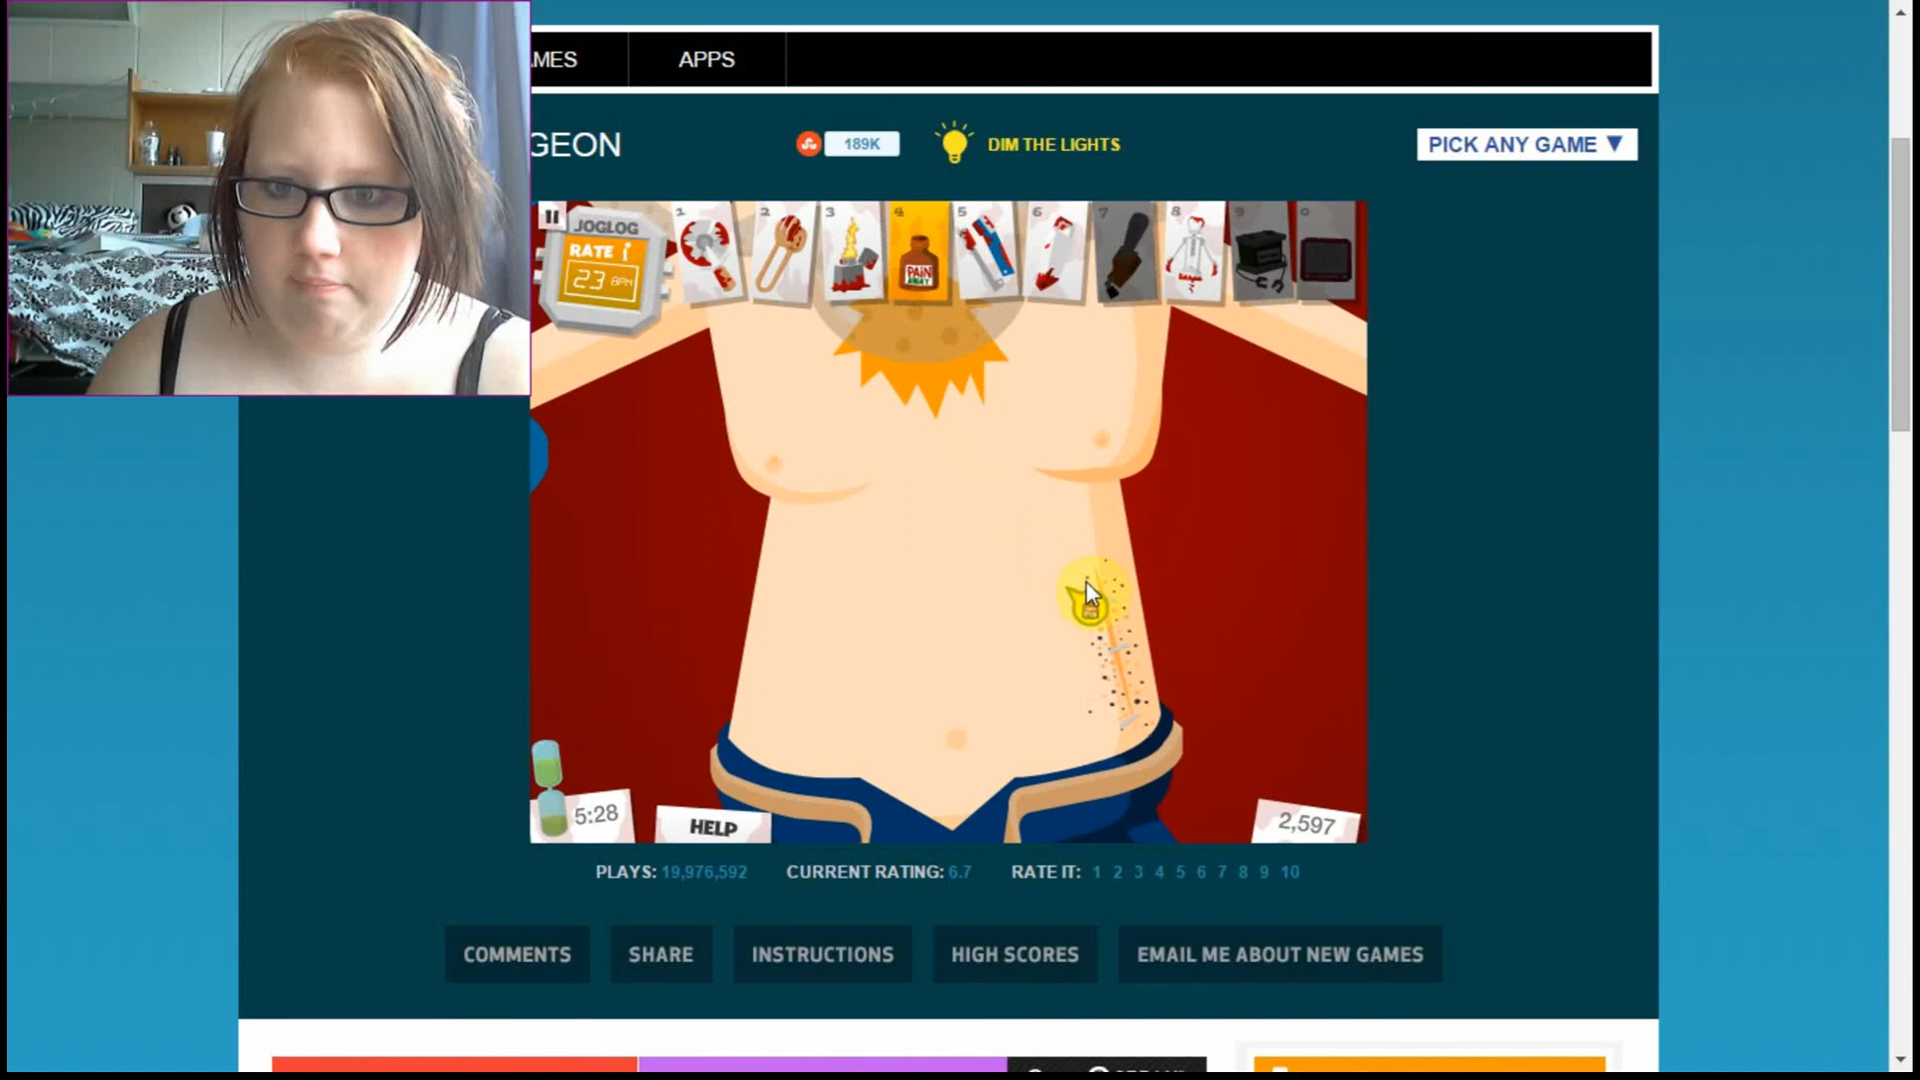 MES
APPS
GEON
189K
DIM THE LIGHTS
PICK ANY GAME ▼
JOGLOG
RATE
23 BPM
1
2
3
4
5
6
7
8
9
0
PAIN
AWAY
5:28
HELP
2,597
PLAYS: 19,976,592
CURRENT RATING: 6.7
RATE IT: 1 2 3 4 5 6 7 8 9 10
COMMENTS
SHARE
INSTRUCTIONS
HIGH SCORES
EMAIL ME ABOUT NEW GAMES